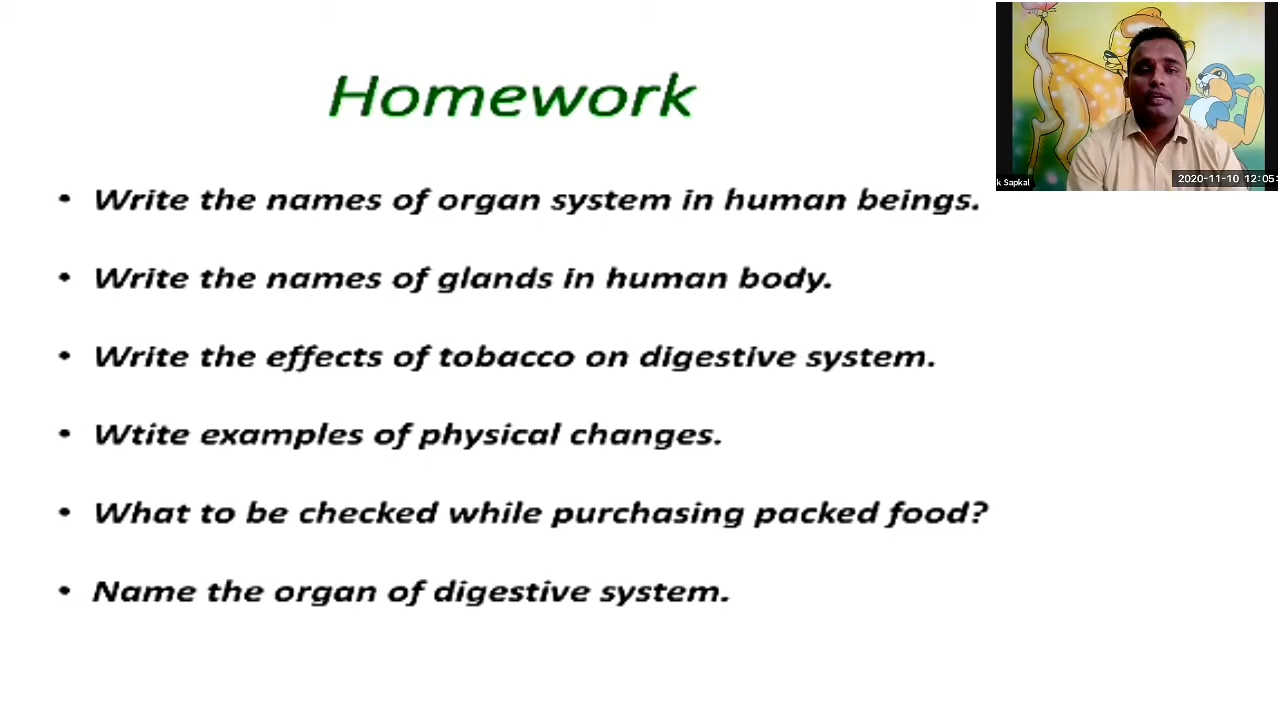 Homework
• Write the names of organ system in human beings.
• Write the names of glands in human body.
• Write the effects of tobacco on digestive system.
• Wtite examples of physical changes.
• What to be checked while purchasing packed food?
• Name the organ of digestive system.
k Sapkal
2020-11-10 12:05: